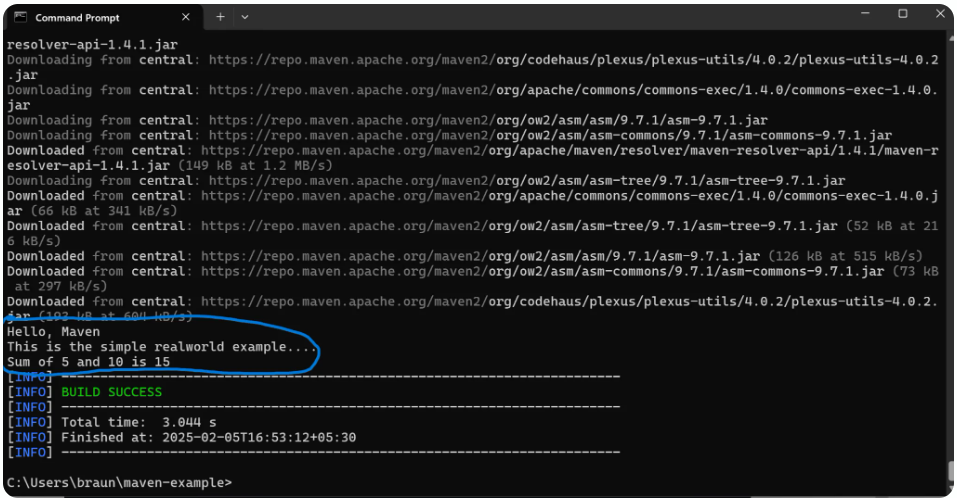 Command Prompt
resolver-api-1.4.1.jar
Downloading from central: https://repo.maven.apache.org/maven2/org/codehaus/plexus/plexus-utils/4.0.2/plexus-utils-4.0.2
.jar
Downloading from central: https://repo.maven.apache.org/maven2/org/apache/commons/commons-exec/1.4.0/commons-exec-1.4.0.
jar
Downloading from central: https://repo.maven.apache.org/maven2/org/ow2/asm/asm/9.7.1/asm-9.7.1.jar
Downloading from central: https://repo.maven.apache.org/maven2/org/ow2/asm/asm-commons/9.7.1/asm-commons-9.7.1.jar
Downloaded from central: https://repo.maven.apache.org/maven2/org/apache/maven/resolver/maven-resolver-api/1.4.1/maven-r
esolver-api-1.4.1.jar (149 kB at 1.2 MB/s)
Downloading from central: https://repo.maven.apache.org/maven2/org/ow2/asm/asm-tree/9.7.1/asm-tree-9.7.1.jar
Downloaded from central: https://repo.maven.apache.org/maven2/org/apache/commons/commons-exec/1.4.0/commons-exec-1.4.0.j
ar (66 kB at 341 kB/s)
Downloaded from central: https://repo.maven.apache.org/maven2/org/ow2/asm/asm-tree/9.7.1/asm-tree-9.7.1.jar (52 kB at 21
6 kB/s)
Downloaded from central: https://repo.maven.apache.org/maven2/org/ow2/asm/asm/9.7.1/asm-9.7.1.jar (126 kB at 515 kB/s)
Downloaded from central: https://repo.maven.apache.org/maven2/org/ow2/asm/asm-commons/9.7.1/asm-commons-9.7.1.jar (73 kB
 at 297 kB/s)
Downloaded from central: https://repo.maven.apache.org/maven2/org/codehaus/plexus/plexus-utils/4.0.2/plexus-utils-4.0.2.
jar (193 kB at 604 kB/s)
Hello, Maven
This is the simple realworld example....
Sum of 5 and 10 is 15
[INFO] ------------------------------------------------------------------------
[INFO] BUILD SUCCESS
[INFO] ------------------------------------------------------------------------
[INFO] Total time:  3.044 s
[INFO] Finished at: 2025-02-05T16:53:12+05:30
[INFO] ------------------------------------------------------------------------
C:\Users\braun\maven-example>